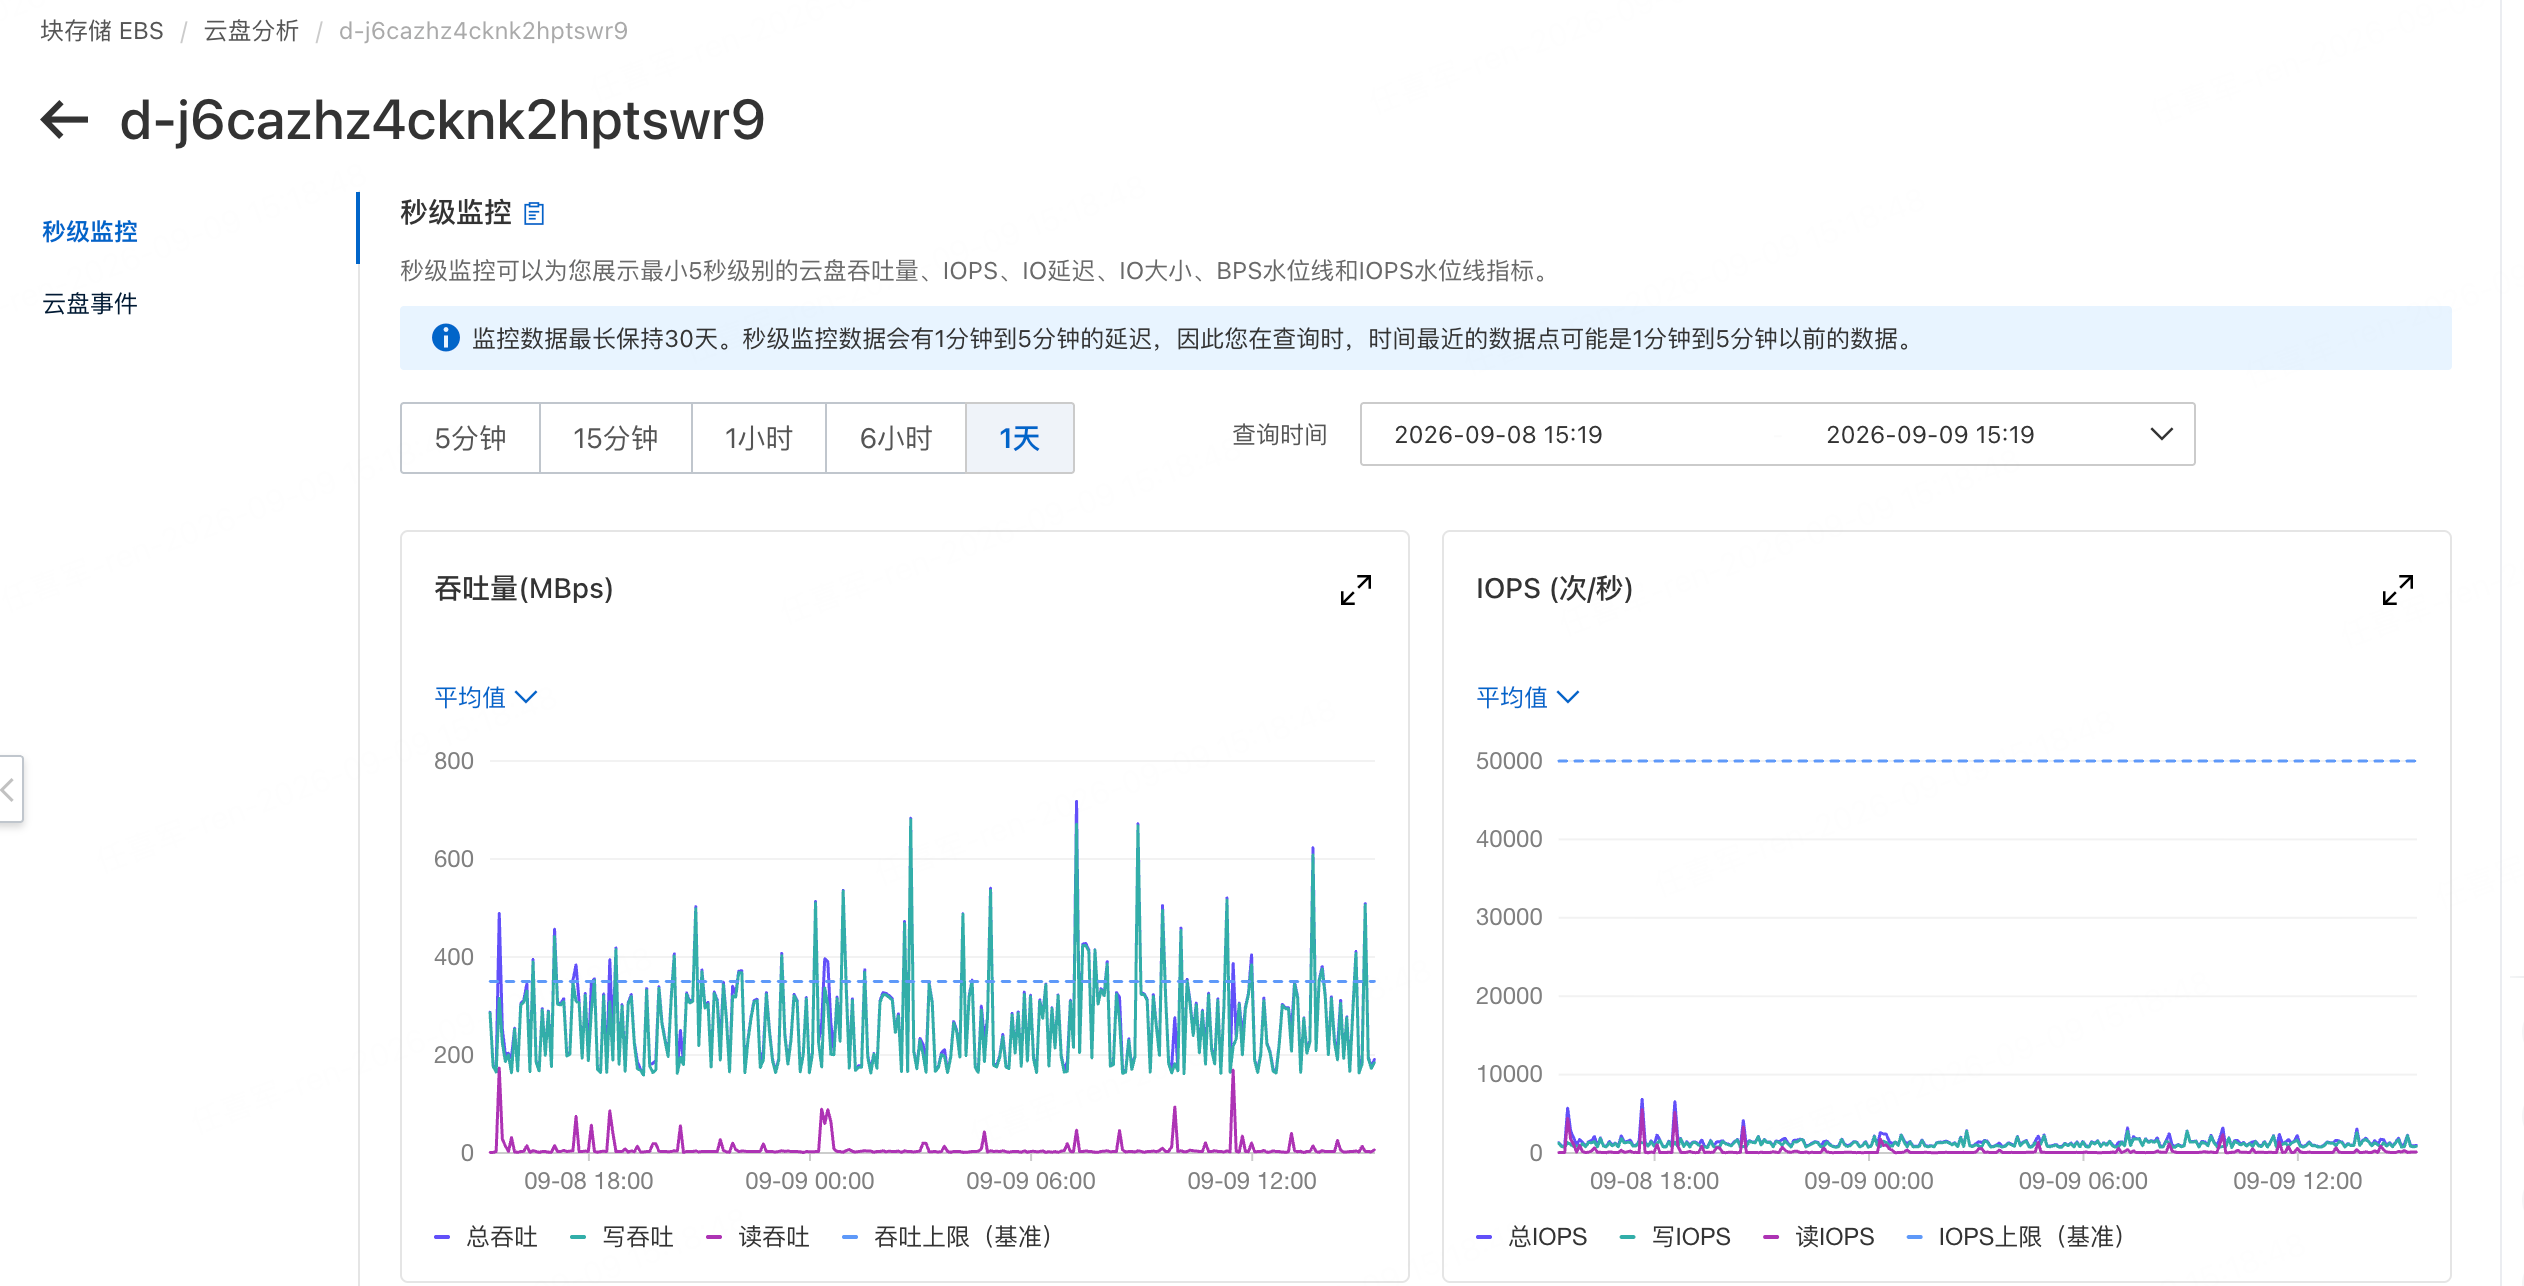 块存储 EBS / 云盘分析 / d-j6cazhz4cknk2hptswr9
d-j6cazhz4cknk2hptswr9
秒级监控
云盘事件
秒级监控
秒级监控可以为您展示最小5秒级别的云盘吞吐量、IOPS、IO延迟、IO大小、BPS水位线和IOPS水位线指标。
监控数据最长保持30天。秒级监控数据会有1分钟到5分钟的延迟，因此您在查询时，时间最近的数据点可能是1分钟到5分钟以前的数据。
5分钟 15分钟 1小时 6小时 1天
查询时间 2026-09-08 15:19 2026-09-09 15:19
吞吐量(MBps)
平均值
800
600
400
200
0
09-08 18:00 09-09 00:00 09-09 06:00 09-09 12:00
总吞吐 写吞吐 读吞吐 吞吐上限（基准）
IOPS (次/秒)
平均值
50000
40000
30000
20000
10000
0
09-08 18:00 09-09 00:00 09-09 06:00 09-09 12:00
总IOPS 写IOPS 读IOPS IOPS上限（基准）